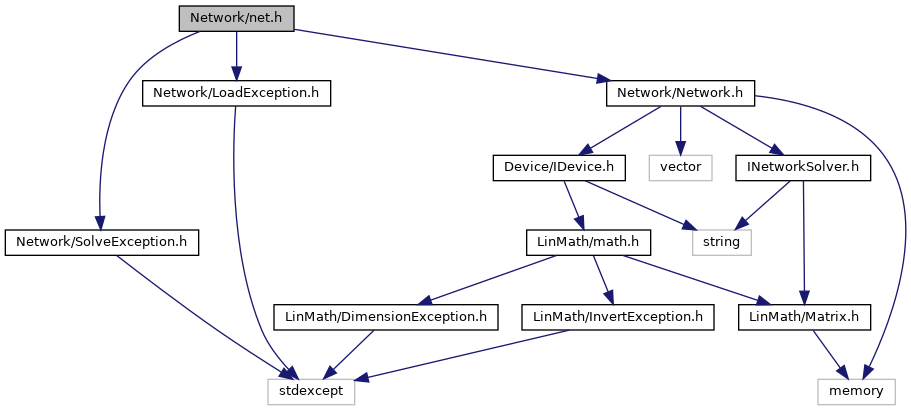 Network/net.h
Network/LoadException.h
Network/Network.h
Device/IDevice.h
vector
INetworkSolver.h
Network/SolveException.h
LinMath/math.h
string
LinMath/DimensionException.h
LinMath/InvertException.h
LinMath/Matrix.h
stdexcept
memory